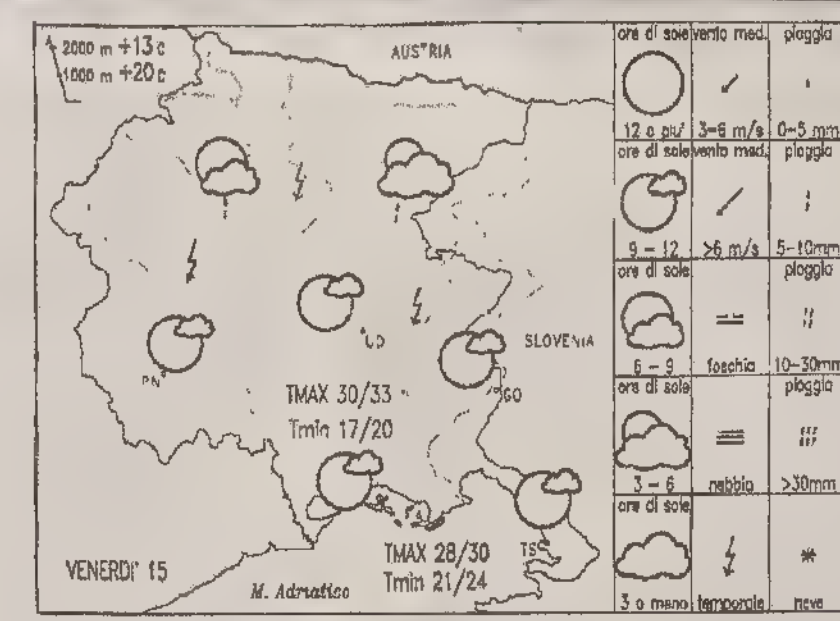 2000 m +13 c
1000 m +20 c
AUSTRIA
UD
SLOVENIA
PN
GO
TMAX 30/33
Tmin 17/20
TMAX 28/30
Tmin 21/24
TS
VENERDI' 15
M. Adriatico
ore di sole vento med. pioggia
12 o piu' 3-6 m/s 0-5 mm
ore di sole vento med. pioggia
9 - 12 >6 m/s 5-10mm
ore di sole pioggia
6 - 9 foschia 10-30mm
ore di sole pioggia
3 - 6 nebbia >30mm
ore di sole
3 o meno temporale neve